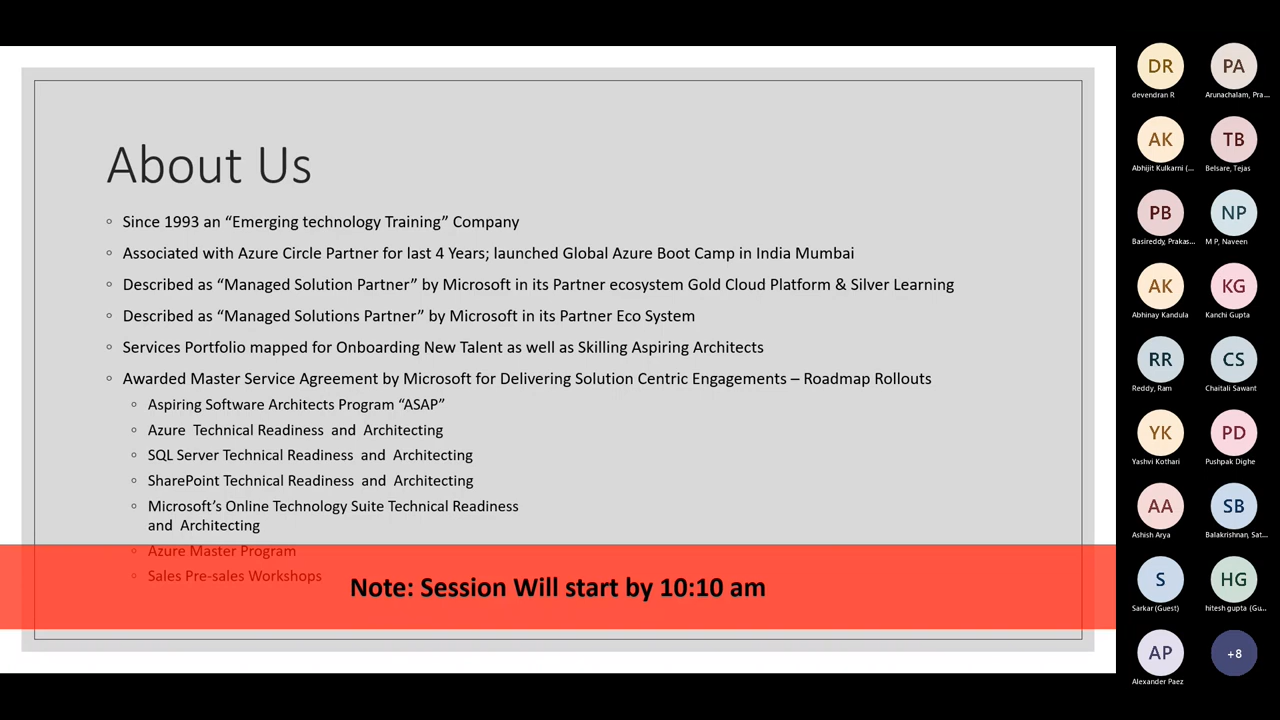 About Us
Since 1993 an “Emerging technology Training” Company
Associated with Azure Circle Partner for last 4 Years; launched Global Azure Boot Camp in India Mumbai
Described as “Managed Solution Partner” by Microsoft in its Partner ecosystem Gold Cloud Platform & Silver Learning
Described as “Managed Solutions Partner” by Microsoft in its Partner Eco System
Services Portfolio mapped for Onboarding New Talent as well as Skilling Aspiring Architects
Awarded Master Service Agreement by Microsoft for Delivering Solution Centric Engagements – Roadmap Rollouts
Aspiring Software Architects Program “ASAP”
Azure Technical Readiness and Architecting
SQL Server Technical Readiness and Architecting
SharePoint Technical Readiness and Architecting
Microsoft’s Online Technology Suite Technical Readiness
and Architecting
Azure Master Program
Sales Pre-sales Workshops
Note: Session Will start by 10:10 am
DR PA
devendran R Arunachalam, Pra...
AK TB
Abhijit Kulkarni (... Belsare, Tejas
PB NP
Basireddy, Prakas... M P, Naveen
AK KG
Abhinay Kandula Kanchi Gupta
RR CS
Reddy, Ram Chaitali Sawant
YK PD
Yashvi Kothari Pushpak Dighe
AA SB
Ashish Arya Balakrishnan, Sat...
S HG
Sarkar (Guest) hitesh gupta (Gu...
AP +8
Alexander Paez